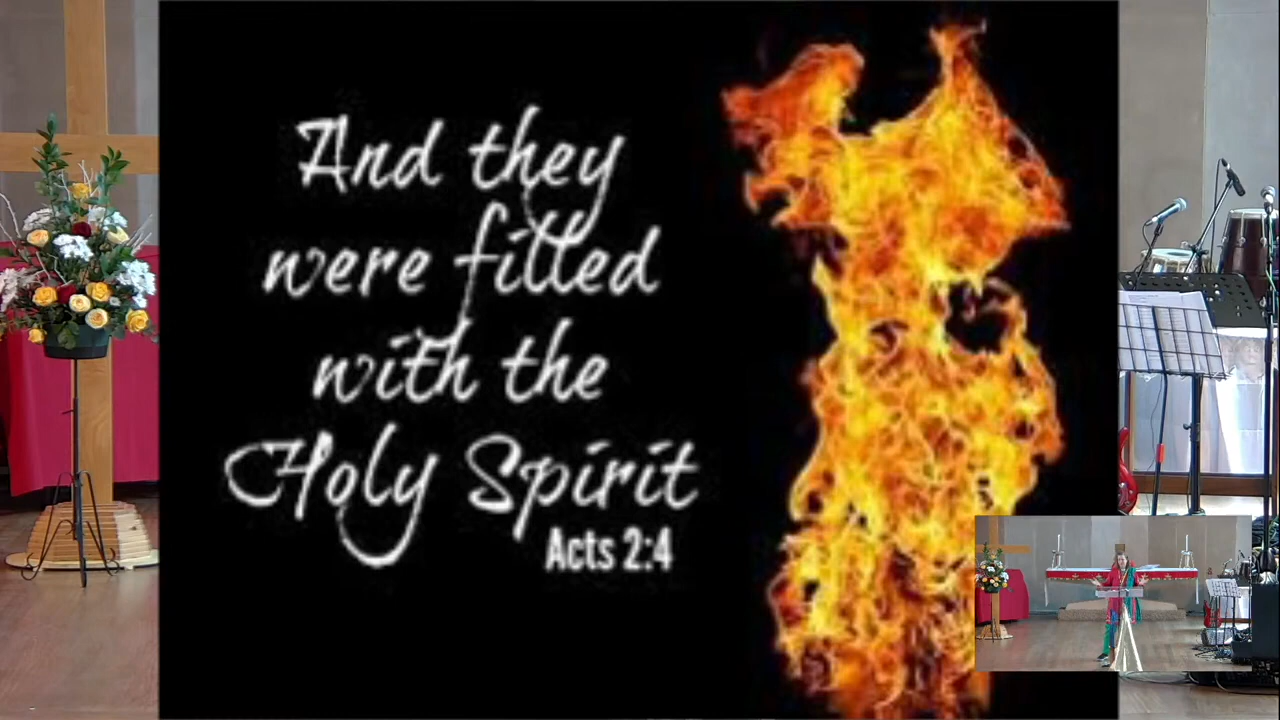 And they
were filled
with the
Holy Spirit
Acts 2:4